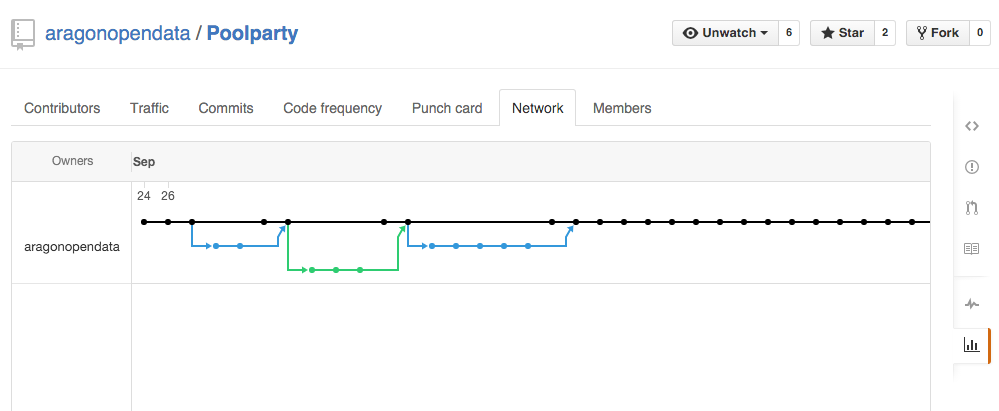 aragonopendata / Poolparty
Unwatch 6 Star 2 Fork 0
Contributors Traffic Commits Code frequency Punch card Network Members
Owners Sep
24 26
aragonopendata